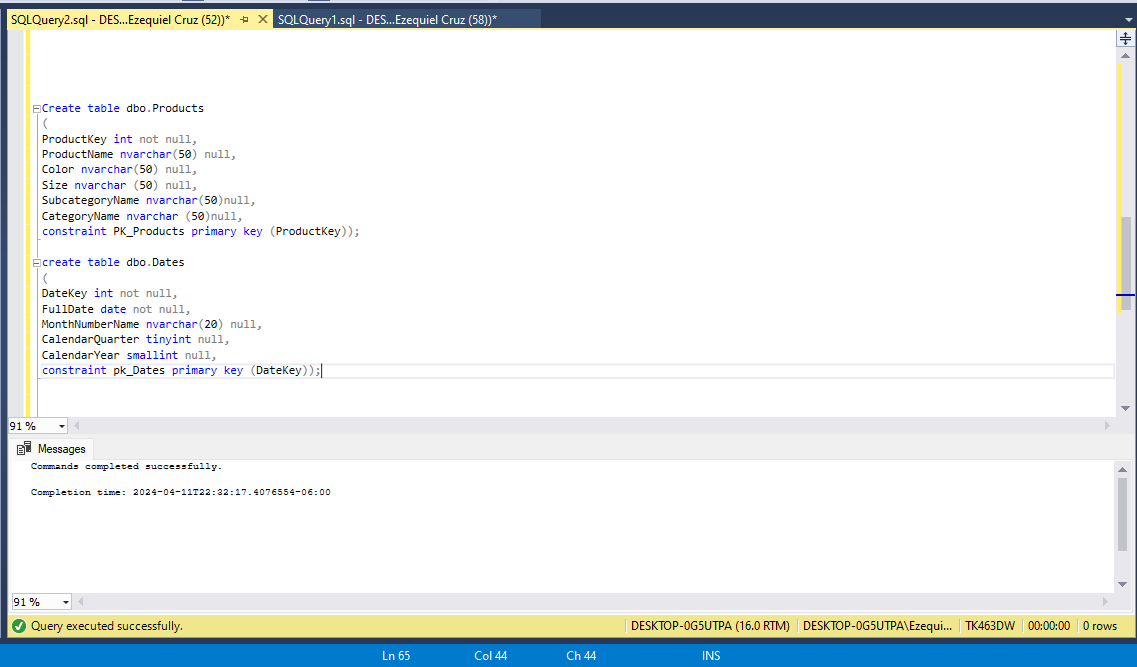 SQLQuery2.sql - DES...Ezequiel Cruz (52))*
SQLQuery1.sql - DES...Ezequiel Cruz (58))*
Create table dbo.Products
(
ProductKey int not null,
ProductName nvarchar(50) null,
Color nvarchar(50) null,
Size nvarchar (50) null,
SubcategoryName nvarchar(50)null,
CategoryName nvarchar (50)null,
constraint PK_Products primary key (ProductKey));
create table dbo.Dates
(
DateKey int not null,
FullDate date not null,
MonthNumberName nvarchar(20) null,
CalendarQuarter tinyint null,
CalendarYear smallint null,
constraint pk_Dates primary key (DateKey));
91 %
Messages
Commands completed successfully.
Completion time: 2024-04-11T22:32:17.4076554-06:00
91 %
Query executed successfully.
DESKTOP-0G5UTPA (16.0 RTM)
DESKTOP-0G5UTPA\Ezequi...
TK463DW
00:00:00
0 rows
Ln 65
Col 44
Ch 44
INS